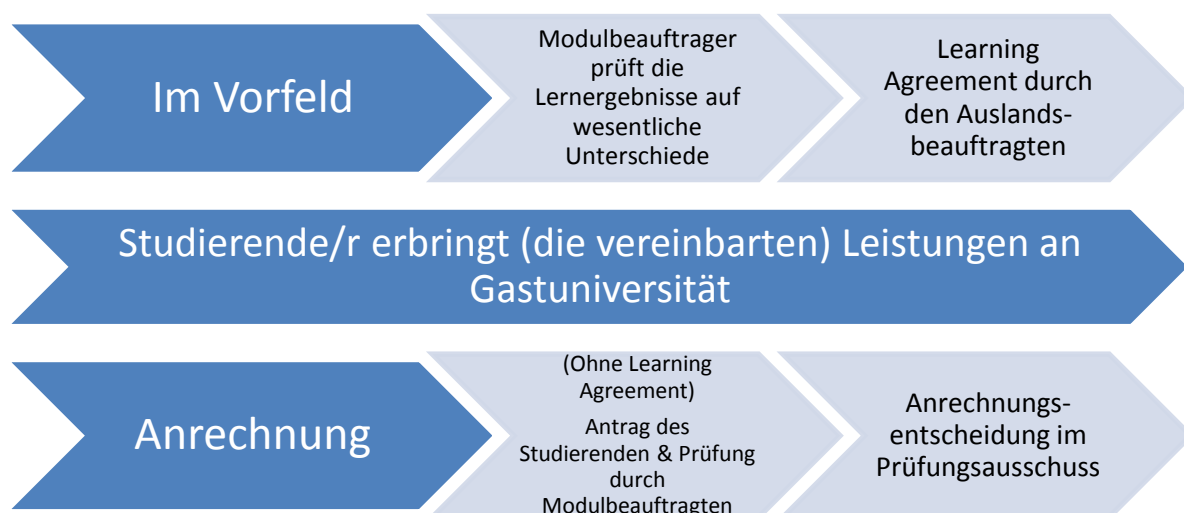 Im Vorfeld
Modulbeauftrager
prüft die
Lernergebnisse auf
wesentliche
Unterschiede
Learning
Agreement durch
den Auslands-
beauftragten
Studierende/r erbringt (die vereinbarten) Leistungen an
Gastuniversität
Anrechnung
(Ohne Learning
Agreement)
Antrag des
Studierenden & Prüfung
durch
Modulbeauftragten
Anrechnungs-
entscheidung im
Prüfungsausschuss